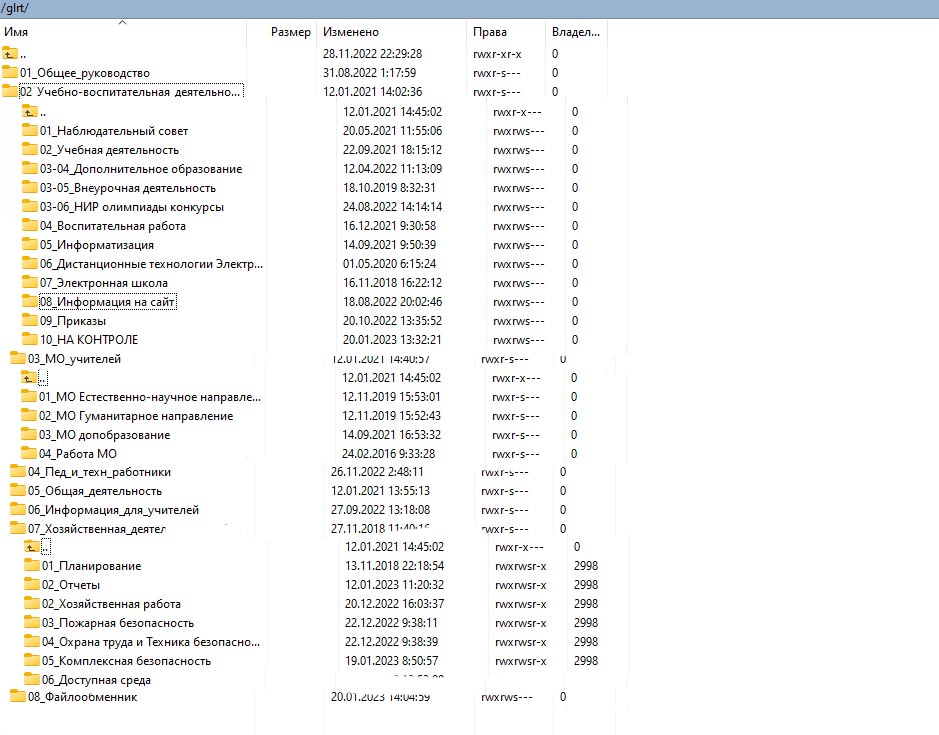 /glrt/
Имя Размер Изменено Права Владел...
.. 28.11.2022 22:29:28 rwxr-xr-x 0
01_Общее_руководство 31.08.2022 1:17:59 rwxr-s--- 0
02_Учебно-воспитательная_деятельно... 12.01.2021 14:02:36 rwxr-s--- 0
.. 12.01.2021 14:45:02 rwxr-x--- 0
01_Наблюдательный совет 20.05.2021 11:55:06 rwxrws--- 0
02_Учебная деятельность 22.09.2021 18:15:12 rwxrws--- 0
03-04_Дополнительное образование 12.04.2022 11:13:09 rwxrws--- 0
03-05_Внеурочная деятельность 18.10.2019 8:32:31 rwxrws--- 0
03-06_НИР олимпиады конкурсы 24.08.2022 14:14:14 rwxrws--- 0
04_Воспитательная работа 16.12.2021 9:30:58 rwxrws--- 0
05_Информатизация 14.09.2021 9:50:39 rwxrws--- 0
06_Дистанционные технологии Электр... 01.05.2020 6:15:24 rwxrws--- 0
07_Электронная школа 16.11.2018 16:22:12 rwxrws--- 0
08_Информация на сайт 18.08.2022 20:02:46 rwxrws--- 0
09_Приказы 20.10.2022 13:35:52 rwxrws--- 0
10_НА КОНТРОЛЕ 20.01.2023 13:32:21 rwxrws--- 0
03_МО_учителей 12.01.2021 14:40:57 rwxr-s--- 0
.. 12.01.2021 14:45:02 rwxr-x--- 0
01_МО Естественно-научное направле... 12.11.2019 15:53:01 rwxr-s--- 0
02_МО Гуманитарное направление 12.11.2019 15:52:43 rwxr-s--- 0
03_МО допобразование 14.09.2021 16:53:32 rwxr-s--- 0
04_Работа МО 24.02.2016 9:33:28 rwxr-s--- 0
04_Пед_и_техн_работники 26.11.2022 2:48:11 rwxr-s--- 0
05_Общая_деятельность 12.01.2021 13:55:13 rwxr-s--- 0
06_Информация_для_учителей 27.09.2022 13:18:08 rwxr-s--- 0
07_Хозяйственная_деятел 27.11.2018 rwxr-s--- 0
.. 12.01.2021 14:45:02 rwxr-x--- 0
01_Планирование 13.11.2018 22:18:54 rwxrwsr-x 2998
02_Отчеты 12.01.2023 11:20:32 rwxrwsr-x 2998
02_Хозяйственная работа 20.12.2022 16:03:37 rwxrwsr-x 2998
03_Пожарная безопасность 22.12.2022 9:38:11 rwxrwsr-x 2998
04_Охрана труда и Техника безопасно... 22.12.2022 9:38:39 rwxrwsr-x 2998
05_Комплексная безопасность 19.01.2023 8:50:57 rwxrwsr-x 2998
06_Доступная среда
08_Файлообменник 20.01.2023 14:04:59 rwxrws--- 0